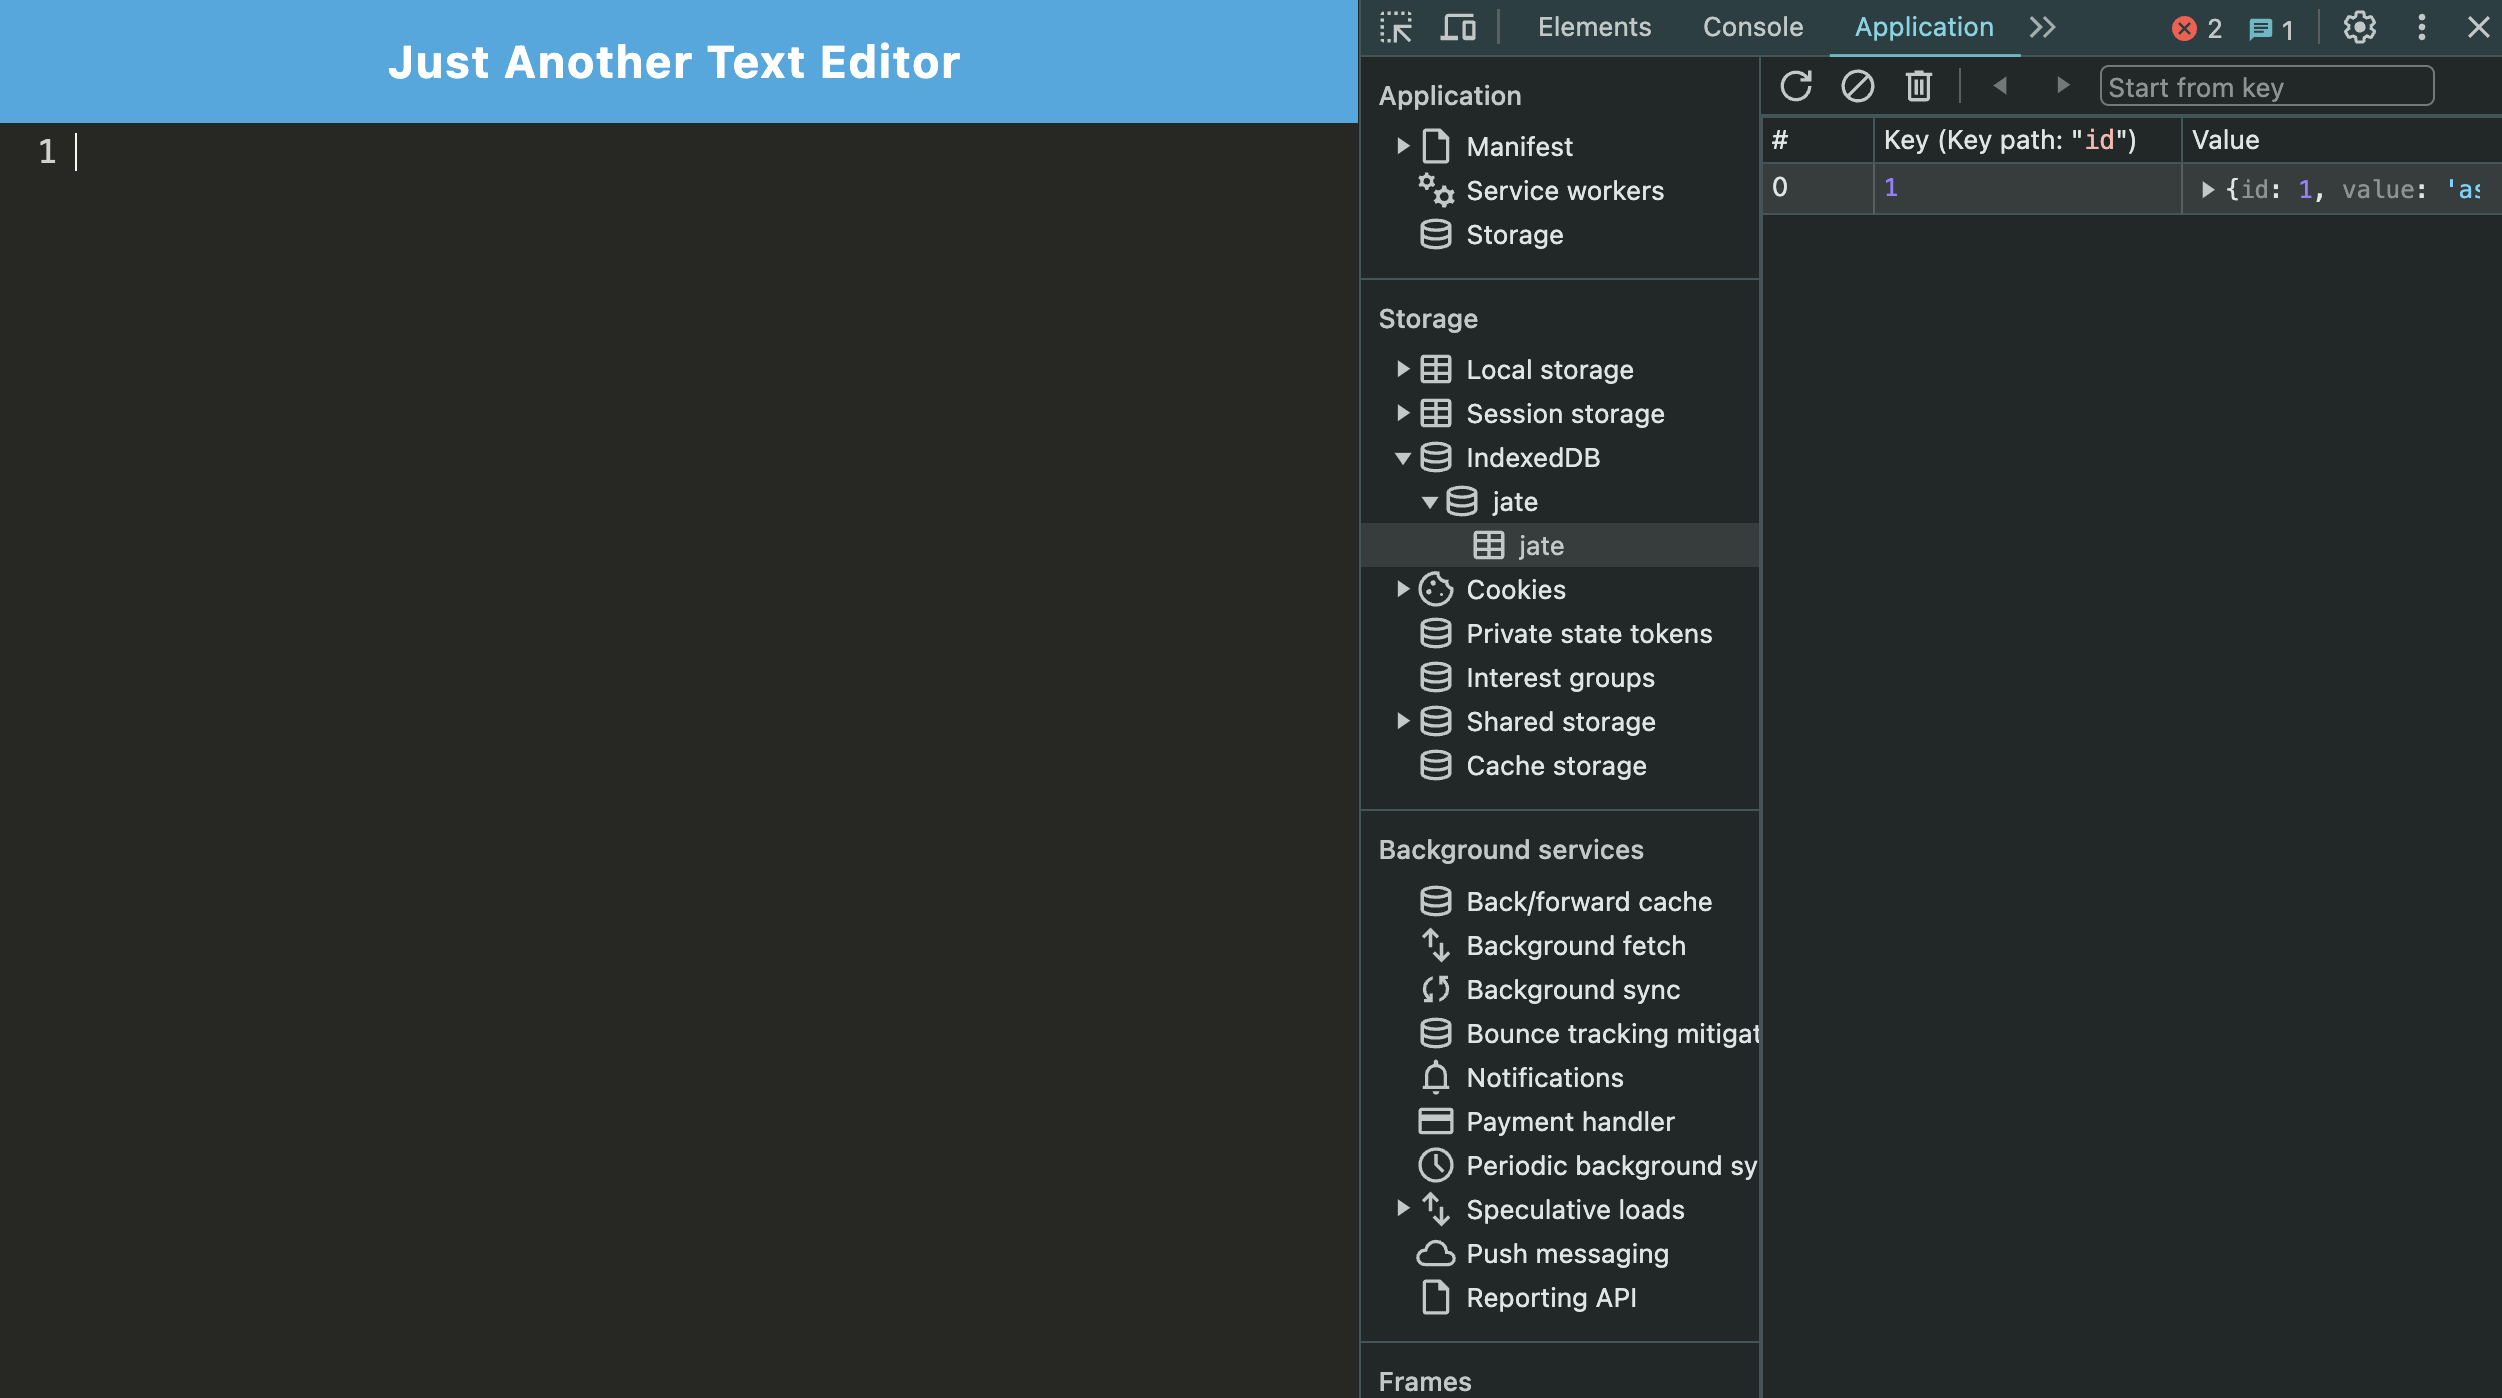 Just Another Text Editor
1
Elements Console Application 2 1
Start from key
Application
Manifest
Service workers
Storage
Storage
Local storage
Session storage
IndexedDB
jate
jate
Cookies
Private state tokens
Interest groups
Shared storage
Cache storage
Background services
Back/forward cache
Background fetch
Background sync
Bounce tracking mitigat
Notifications
Payment handler
Periodic background sy
Speculative loads
Push messaging
Reporting API
Frames
# Key (Key path: "id") Value
0 1 {id: 1, value: 'as